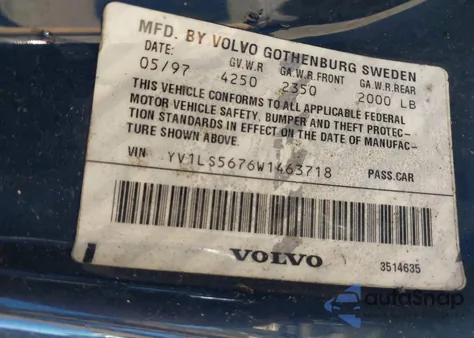 MFD. BY VOLVO GOTHENBURG SWEDEN
DATE: GV.W.R GA.W.R.FRONT GA.W.R.REAR
05/97 4250 2350 2000 LB
THIS VEHICLE CONFORMS TO ALL APPLICABLE FEDERAL
MOTOR VEHICLE SAFETY, BUMPER AND THEFT PROTEC-
TION STANDARDS IN EFFECT ON THE DATE OF MANUFAC-
TURE SHOWN ABOVE.
VIN YV1LS5676W1463718 PASS.CAR
VOLVO
3514635
autosnap